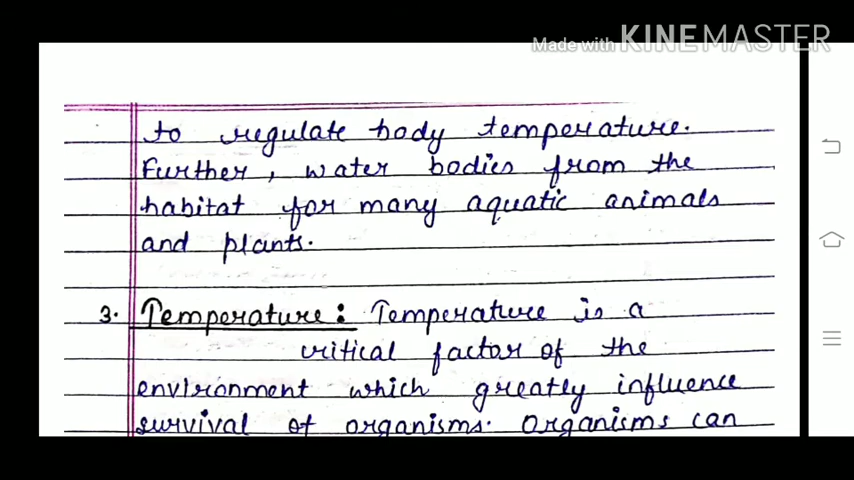 Made with KINEMASTER
to regulate body temperature.
Further, water bodies from the
habitat for many aquatic animals
and plants.
3. Temperature: Temperature is a
critical factor of the
environment which greatly influence
survival of organisms. Organisms can